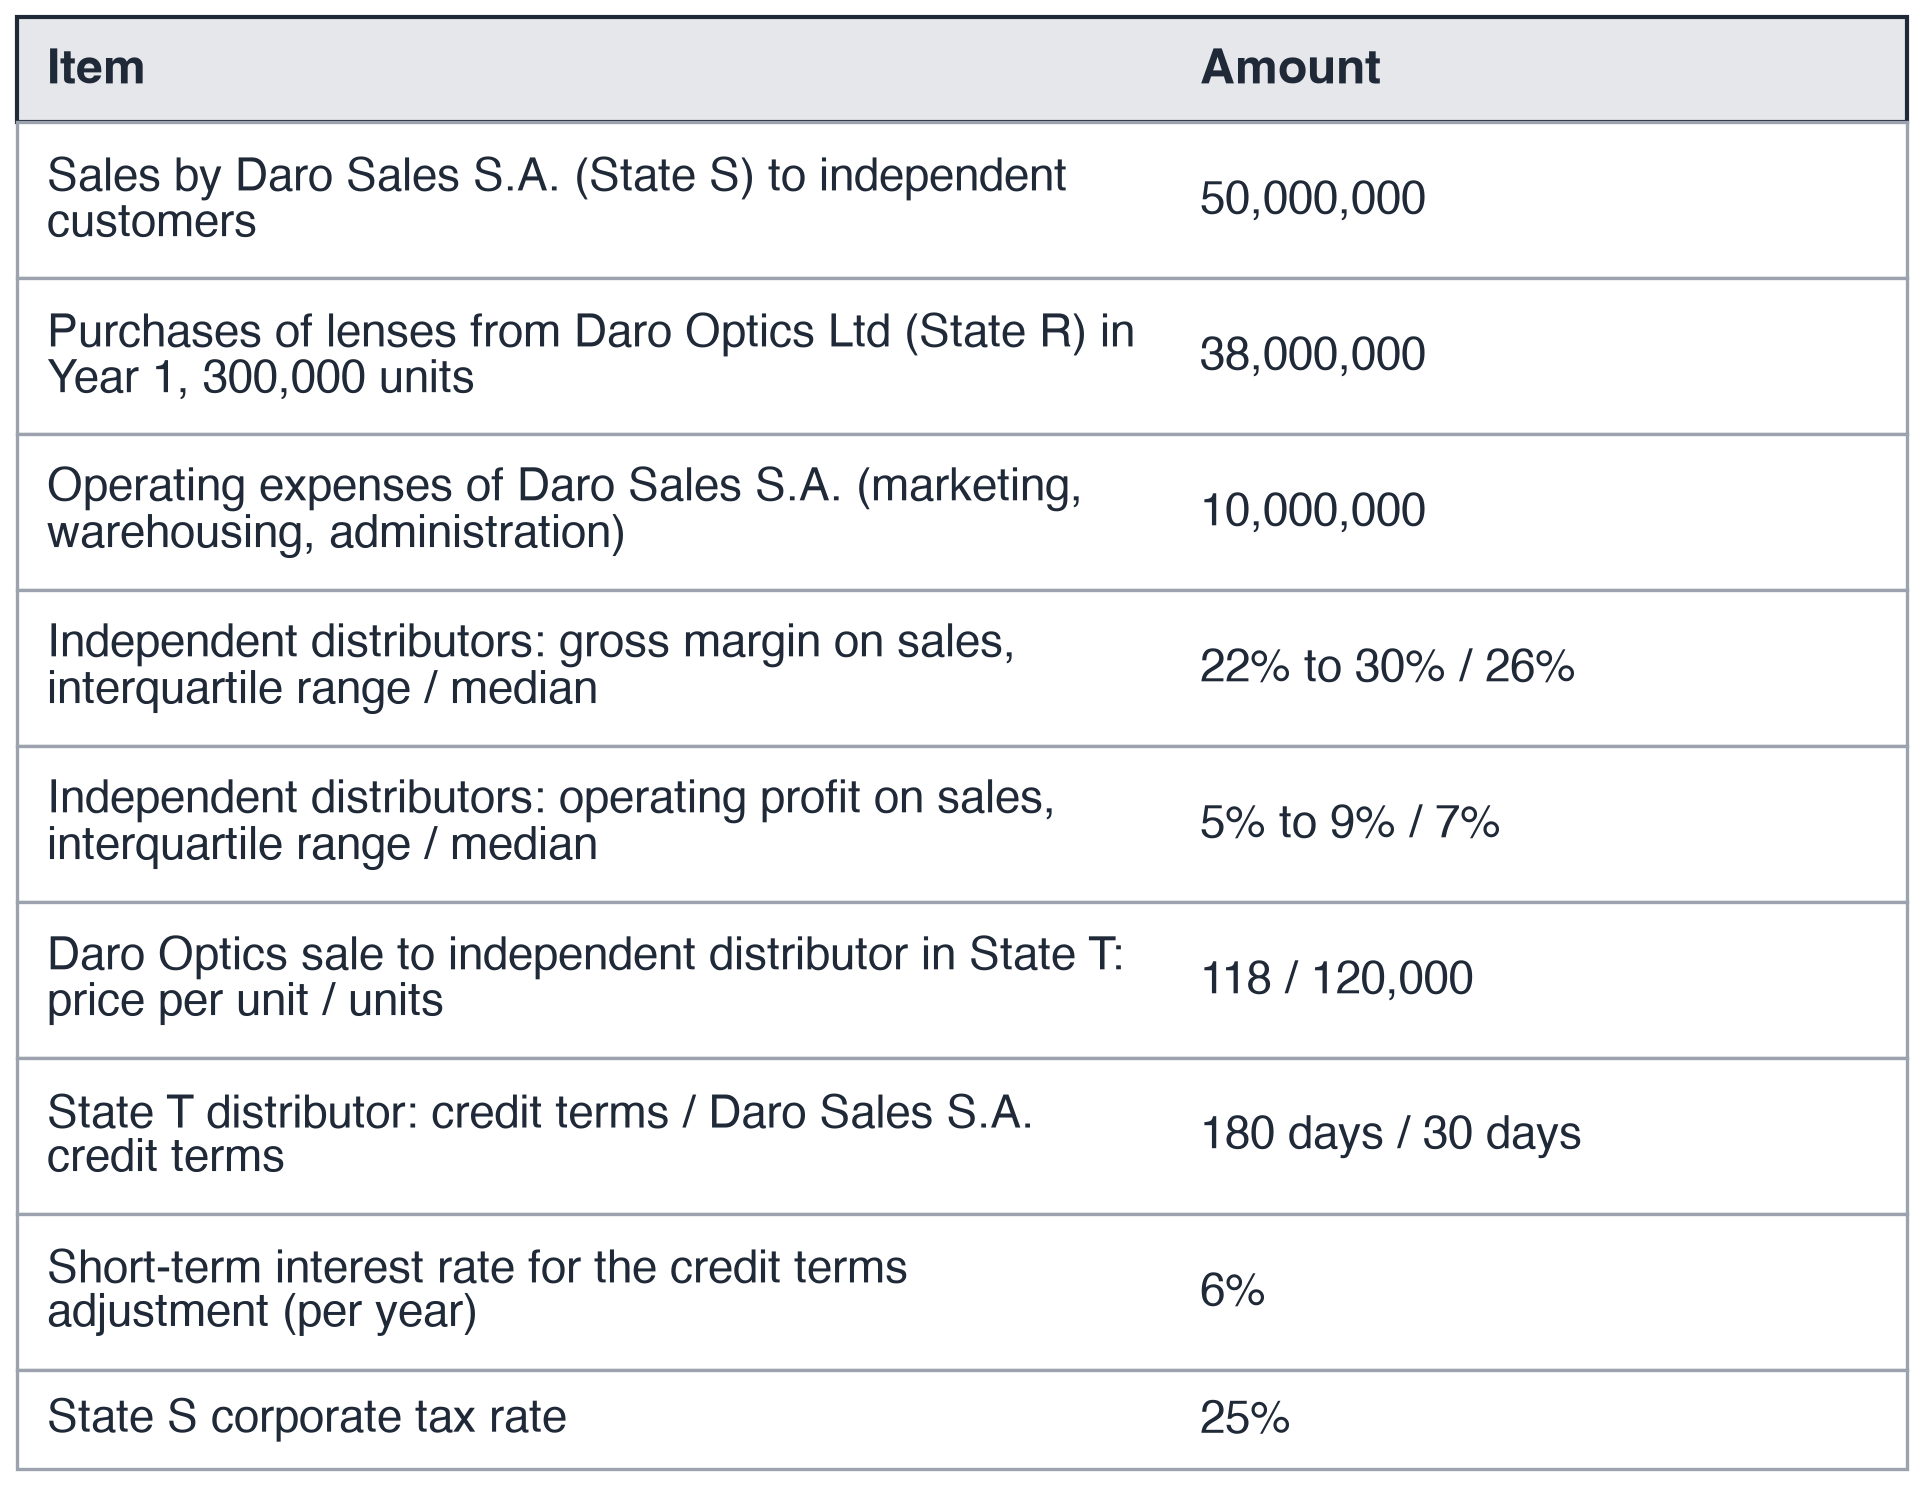 Item Amount
Sales by Daro Sales S.A. (State S) to independent
customers
50,000,000
Purchases of lenses from Daro Optics Ltd (State R) in
Year 1, 300,000 units
38,000,000
Operating expenses of Daro Sales S.A. (marketing,
warehousing, administration)
10,000,000
Independent distributors: gross margin on sales,
interquartile range / median
22% to 30% / 26%
Independent distributors: operating profit on sales,
interquartile range / median
5% to 9% / 7%
Daro Optics sale to independent distributor in State T:
price per unit / units
118 / 120,000
State T distributor: credit terms / Daro Sales S.A.
credit terms
180 days / 30 days
Short-term interest rate for the credit terms
adjustment (per year)
6%
State S corporate tax rate
25%